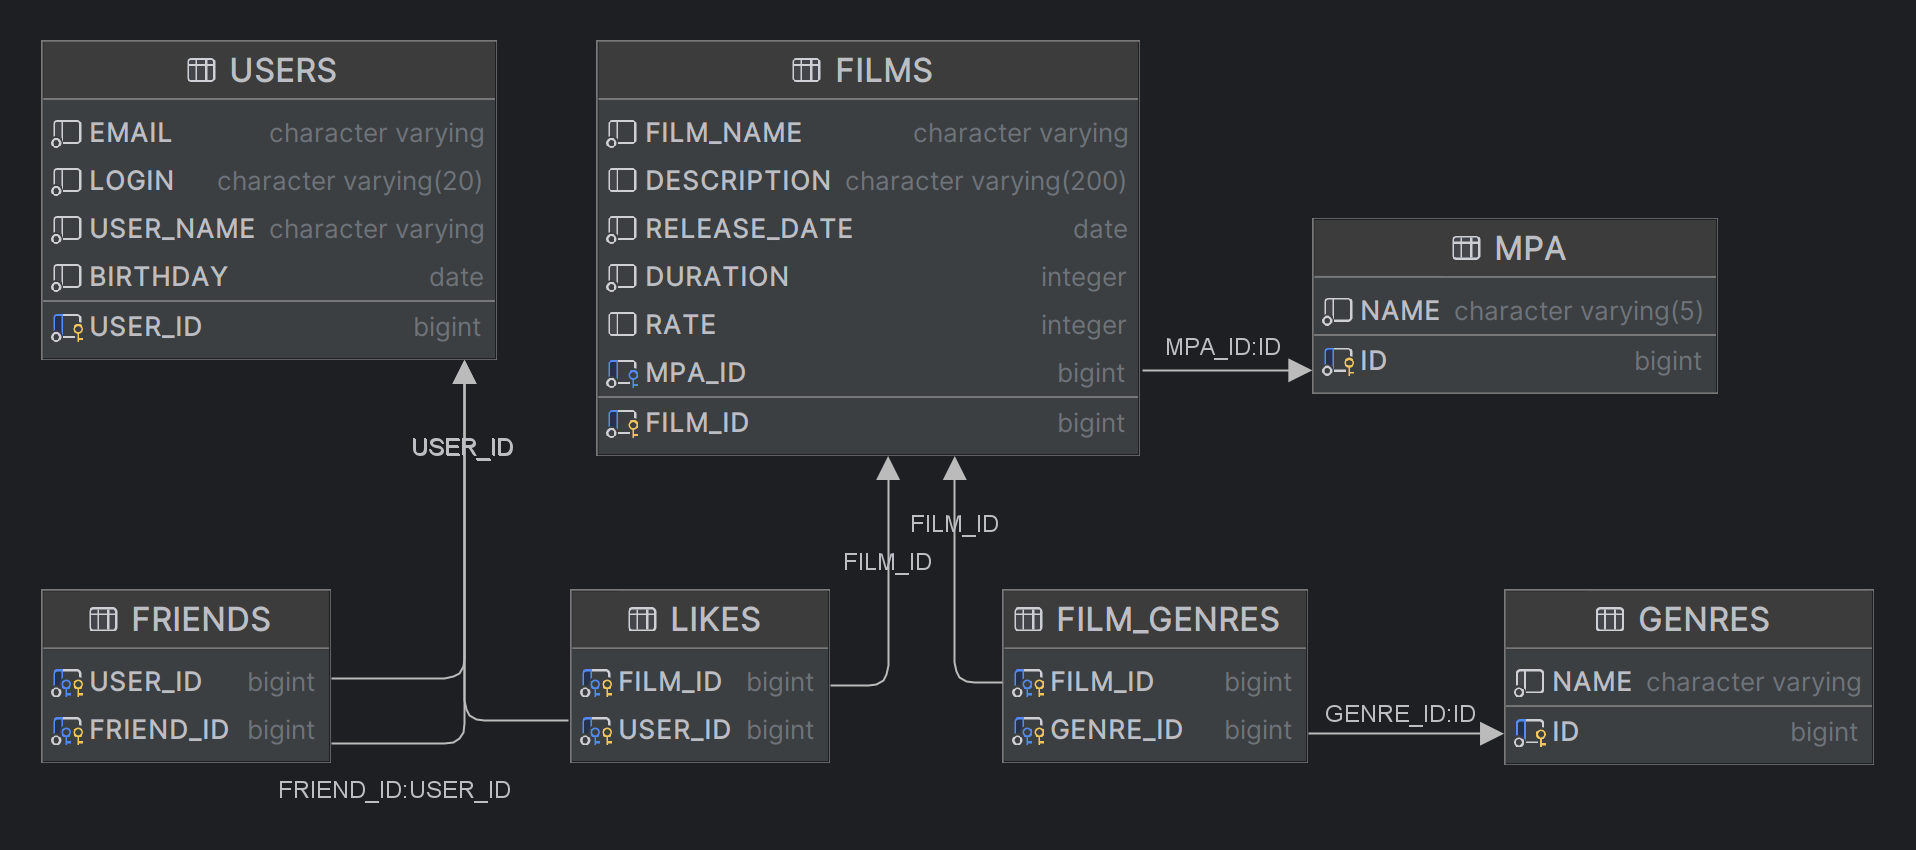 USERS
EMAIL character varying
LOGIN character varying(20)
USER_NAME character varying
BIRTHDAY date
USER_ID bigint
FILMS
FILM_NAME character varying
DESCRIPTION character varying(200)
RELEASE_DATE date
DURATION integer
RATE integer
MPA_ID bigint
FILM_ID bigint
MPA_ID:ID
MPA
NAME character varying(5)
ID bigint
USER_ID
FILM_ID
FILM_ID
FRIENDS
USER_ID bigint
FRIEND_ID bigint
FRIEND_ID:USER_ID
LIKES
FILM_ID bigint
USER_ID bigint
FILM_GENRES
FILM_ID bigint
GENRE_ID bigint
GENRE_ID:ID
GENRES
NAME character varying
ID bigint